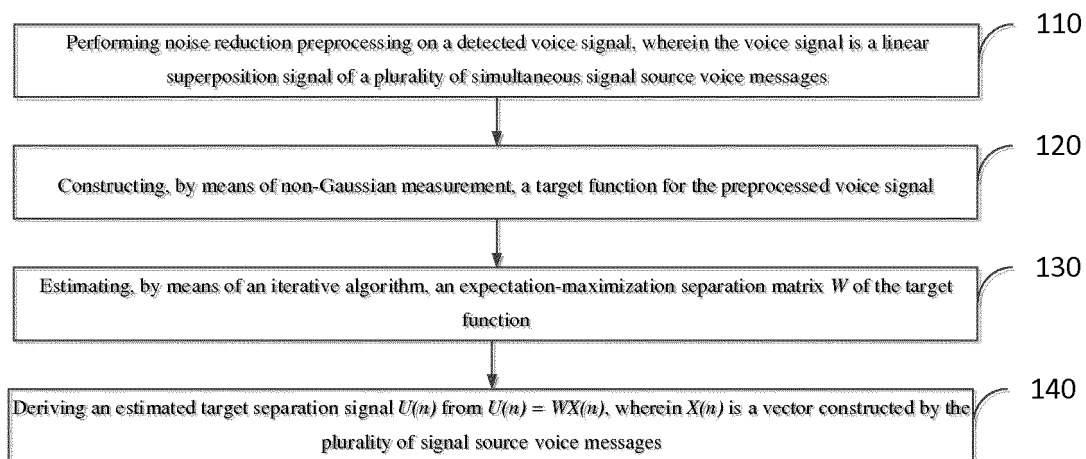 110
Performing noise reduction preprocessing on a detected voice signal, wherein the voice signal is a linear
superposition signal of a plurality of simultaneous signal source voice messages
120
Constructing, by means of non-Gaussian measurement, a target function for the preprocessed voice signal
130
Estimating, by means of an iterative algorithm, an expectation-maximization separation matrix W of the target
function
140
Deriving an estimated target separation signal U(n) from U(n) = WX(n), wherein X(n) is a vector constructed by the
plurality of signal source voice messages